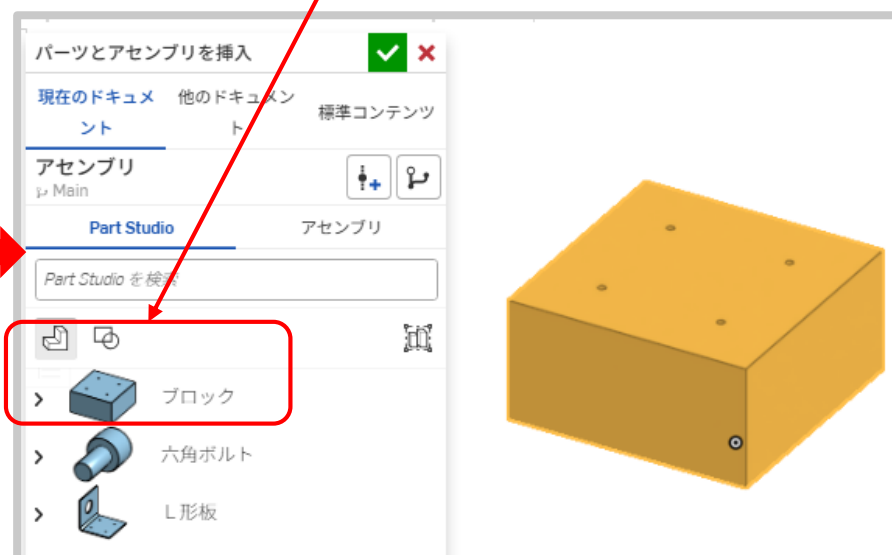 パーツとアセンブリを挿入
現在のドキュメ
ント
他のドキュメン
ト
標準コンテンツ
アセンブリ
Main
Part Studio
アセンブリ
Part Studio を検索
ブロック
六角ボルト
L形板